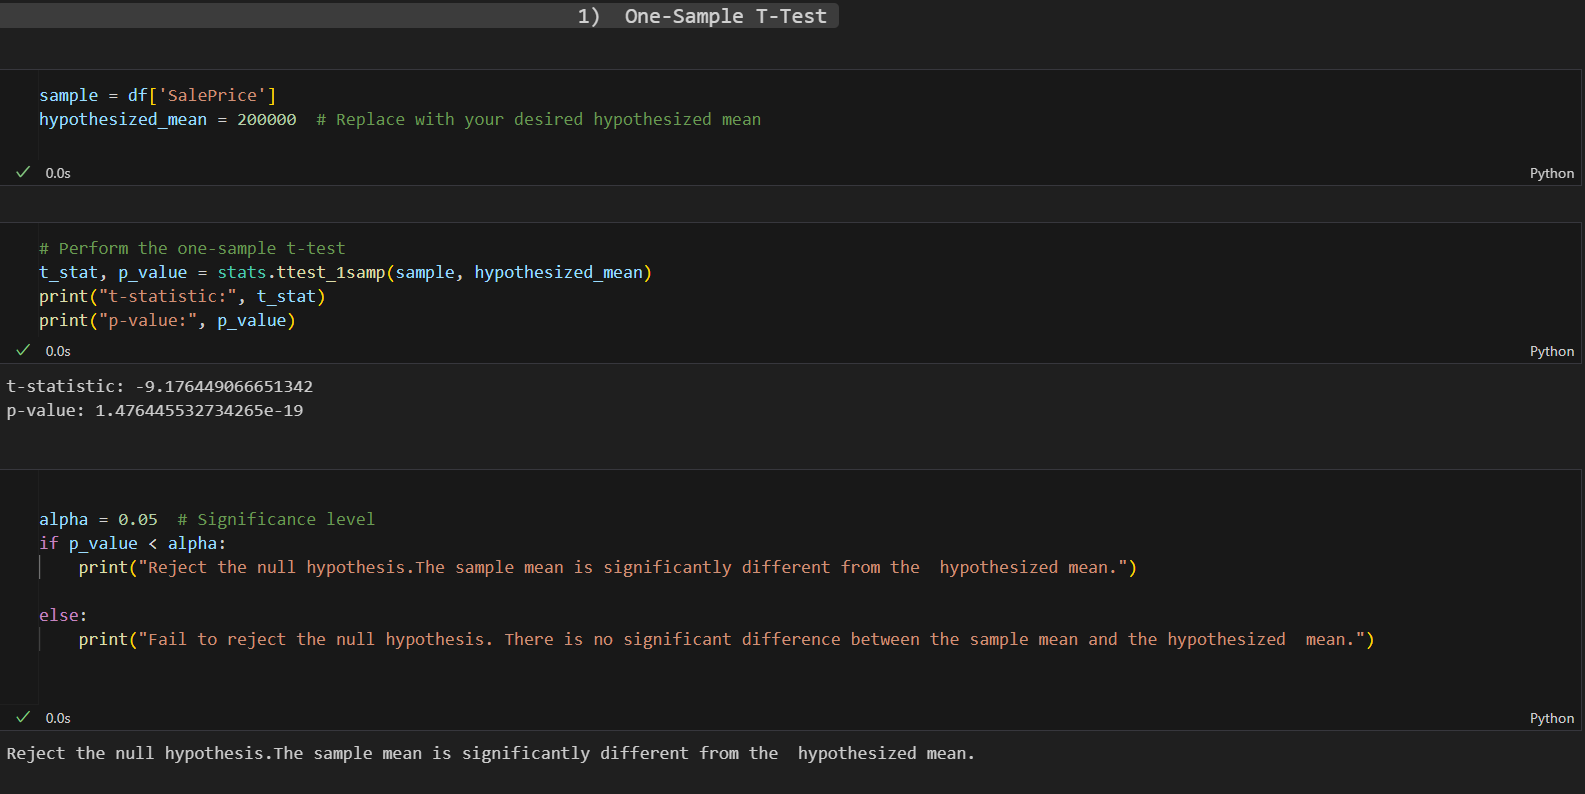 1)  One-Sample T-Test
sample = df['SalePrice']
hypothesized_mean = 200000  # Replace with your desired hypothesized mean
0.0s
Python
# Perform the one-sample t-test
t_stat, p_value = stats.ttest_1samp(sample, hypothesized_mean)
print("t-statistic:", t_stat)
print("p-value:", p_value)
0.0s
Python
t-statistic: -9.176449066651342
p-value: 1.476445532734265e-19
alpha = 0.05  # Significance level
if p_value < alpha:
    print("Reject the null hypothesis.The sample mean is significantly different from the  hypothesized mean.")
else:
    print("Fail to reject the null hypothesis. There is no significant difference between the sample mean and the hypothesized  mean.")
0.0s
Python
Reject the null hypothesis.The sample mean is significantly different from the  hypothesized mean.